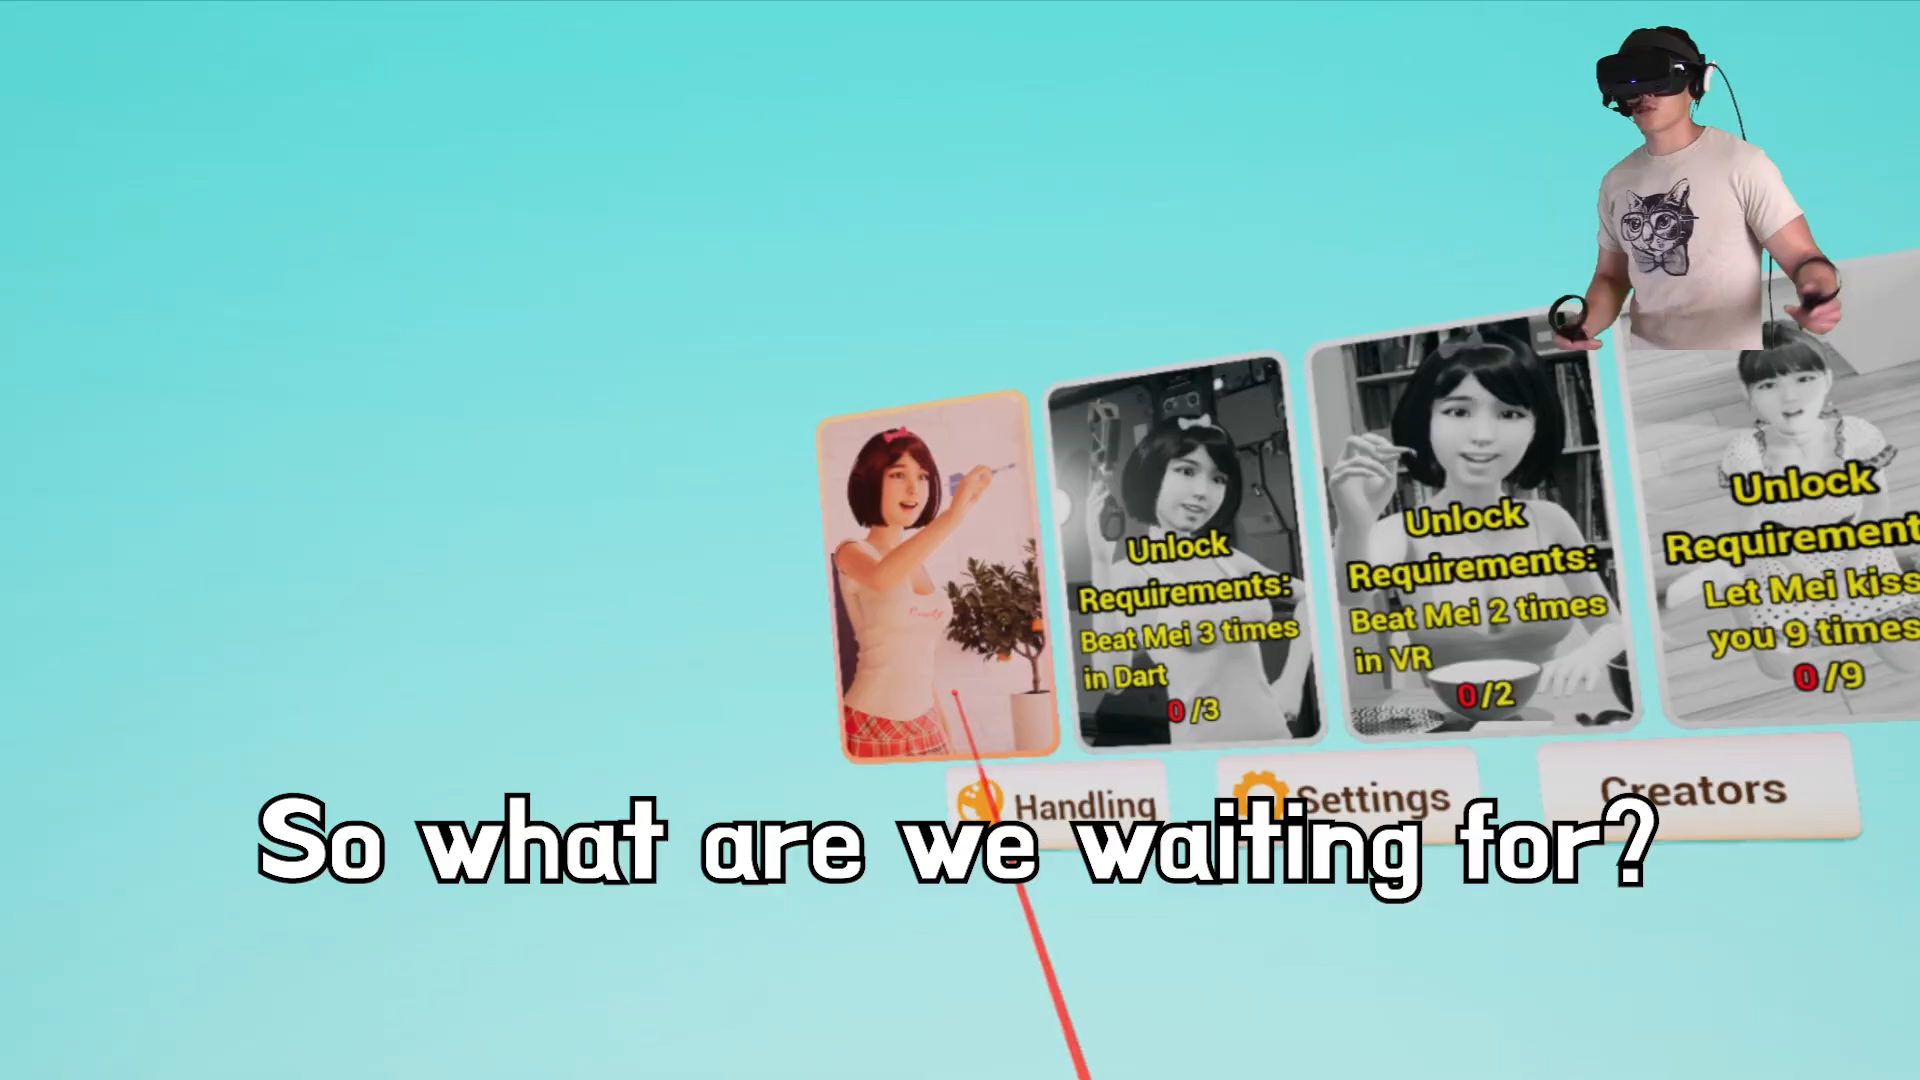 Unlock
Requirements:
Beat Mei 3 times
in Dart
0/3
Unlock
Requirements:
Beat Mei 2 times
in VR
0/2
Unlock
Requirement
Let Mei kiss
you 9 times
0/9
Handling
Settings
Creators
So what are we waiting for?